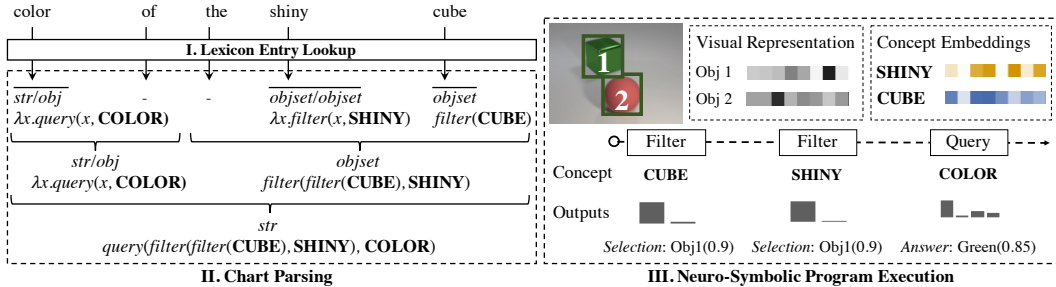 color of the shiny cube
I. Lexicon Entry Lookup
str/obj - - objset/objset objset
λx.query(x, COLOR) λx.filter(x, SHINY) filter(CUBE)
str/obj objset
λx.query(x, COLOR) filter(filter(CUBE), SHINY)
str
query(filter(filter(CUBE), SHINY), COLOR)
II. Chart Parsing
1
2
Visual Representation
Obj 1
Obj 2
Concept Embeddings
SHINY
CUBE
Filter Filter Query
Concept CUBE SHINY COLOR
Outputs
Selection: Obj1(0.9) Selection: Obj1(0.9) Answer: Green(0.85)
III. Neuro-Symbolic Program Execution